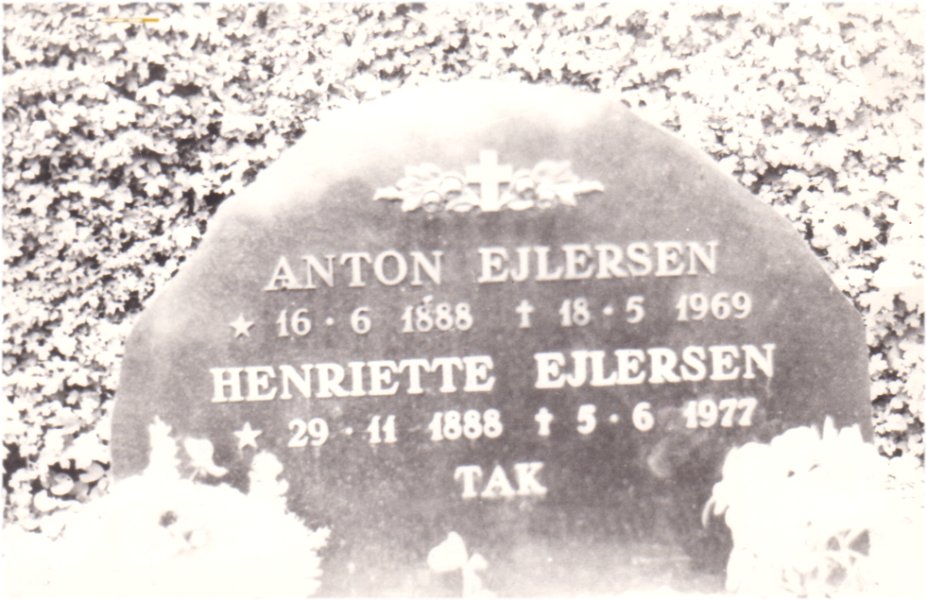 ANTON EJLERSEN
★ 16 · 6 1888 ✝ 18 · 5 1969
HENRIETTE EJLERSEN
★ 29 · 11 1888 ✝ 5 · 6 1977
TAK